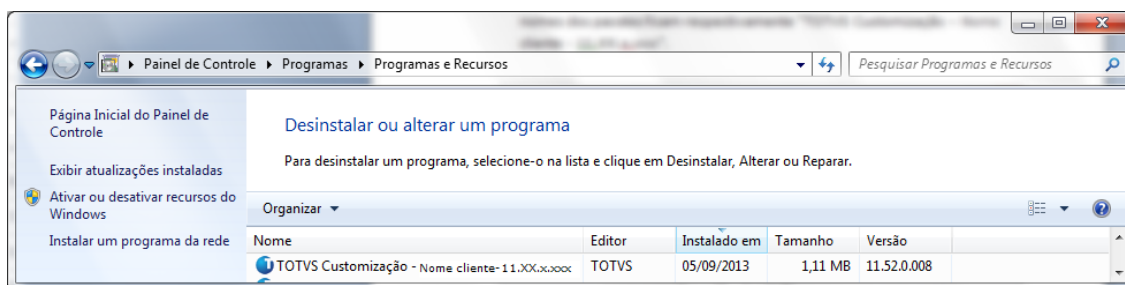 Painel de Controle ▸ Programas ▸ Programas e Recursos
Pesquisar Programas e Recursos
Página Inicial do Painel de
Controle
Exibir atualizações instaladas
Ativar ou desativar recursos do
Windows
Instalar um programa da rede
Desinstalar ou alterar um programa
Para desinstalar um programa, selecione-o na lista e clique em Desinstalar, Alterar ou Reparar.
Organizar
Nome Editor Instalado em Tamanho Versão
TOTVS Customização - Nome cliente-11.XX.x.xxx TOTVS 05/09/2013 1,11 MB 11.52.0.008